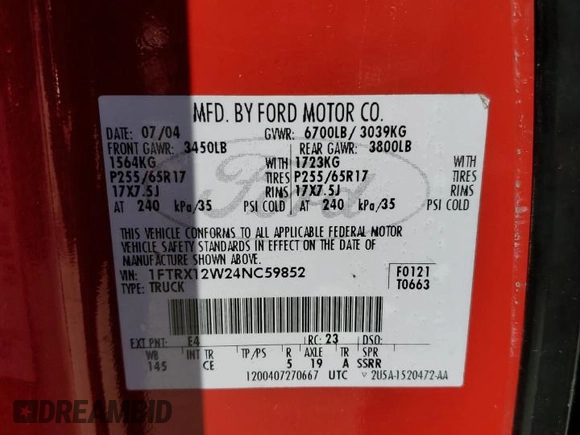 MFD. BY FORD MOTOR CO.
DATE: 07/04 GVWR: 6700LB/ 3039KG
FRONT GAWR: 3450LB REAR GAWR: 3800LB
1564KG WITH 1723KG WITH
P255/65R17 TIRES P255/65R17 TIRES
17X7.5J RIMS 17X7.5J RIMS
AT 240 kPa/35 PSI COLD AT 240 kPa/35 PSI COLD
THIS VEHICLE CONFORMS TO ALL APPLICABLE FEDERAL MOTOR
VEHICLE SAFETY STANDARDS IN EFFECT ON THE DATE OF
MANUFACTURE SHOWN ABOVE.
VIN: 1FTRX12W24NC59852 F0121
TYPE: TRUCK T0663
EXT PNT: E4 RC: 23 DSO:
WB INT TR TP/PS R AXLE TR SPR
145 CE 5 19 A SSRR
1200407270667 UTC 2U5A-1520472-AA
Ford
DREAMBID